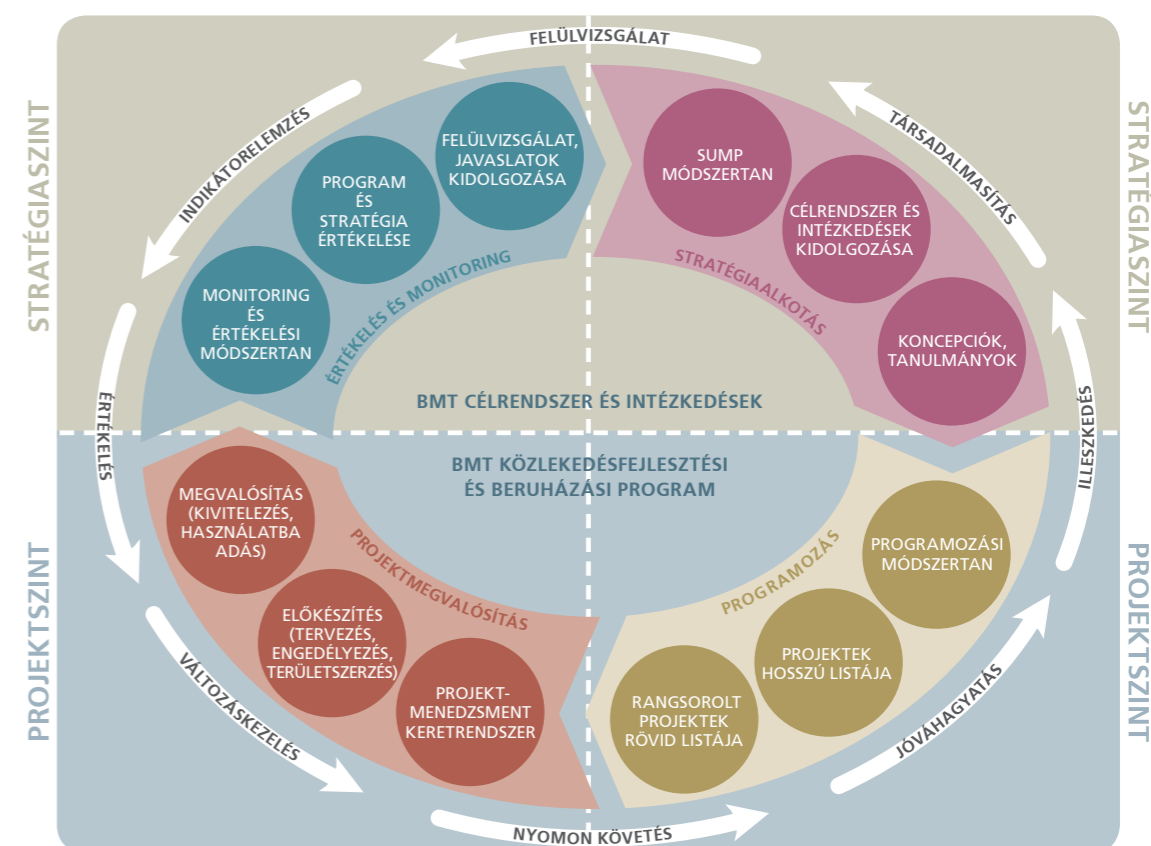 FELÜLVIZSGÁLAT
INDIKÁTORELEMZÉS
TÁRSADALMASÍTÁS
STRATÉGIASZINT
STRATÉGIASZINT
FELÜLVIZSGÁLAT,
JAVASLATOK
KIDOLGOZÁSA
PROGRAM
ÉS
STRATÉGIA
ÉRTÉKELÉSE
MONITORING
ÉS
ÉRTÉKELÉSI
MÓDSZERTAN
ÉRTÉKELÉS ÉS MONITORING
SUMP
MÓDSZERTAN
CÉLRENDSZER ÉS
INTÉZKEDÉSEK
KIDOLGOZÁSA
KONCEPCIÓK,
TANULMÁNYOK
STRATÉGIAALKOTÁS
BMT CÉLRENDSZER ÉS INTÉZKEDÉSEK
ÉRTÉKELÉS
ILLESZKEDÉS
BMT KÖZLEKEDÉSFEJLESZTÉSI
ÉS BERUHÁZÁSI PROGRAM
MEGVALÓSÍTÁS
(KIVITELEZÉS,
HASZNÁLATBA
ADÁS)
ELŐKÉSZÍTÉS
(TERVEZÉS,
ENGEDÉLYEZÉS,
TERÜLETSZERZÉS)
PROJEKT-
MENEDZSMENT
KERETRENDSZER
PROJEKTMEGVALÓSÍTÁS
PROGRAMOZÁS
PROGRAMOZÁSI
MÓDSZERTAN
PROJEKTEK
HOSSZÚ LISTÁJA
RANGSOROLT
PROJEKTEK
RÖVID LISTÁJA
PROJEKTSZINT
PROJEKTSZINT
VÁLTOZÁSKEZELÉS
JÓVÁHAGYATÁS
NYOMON KÖVETÉS